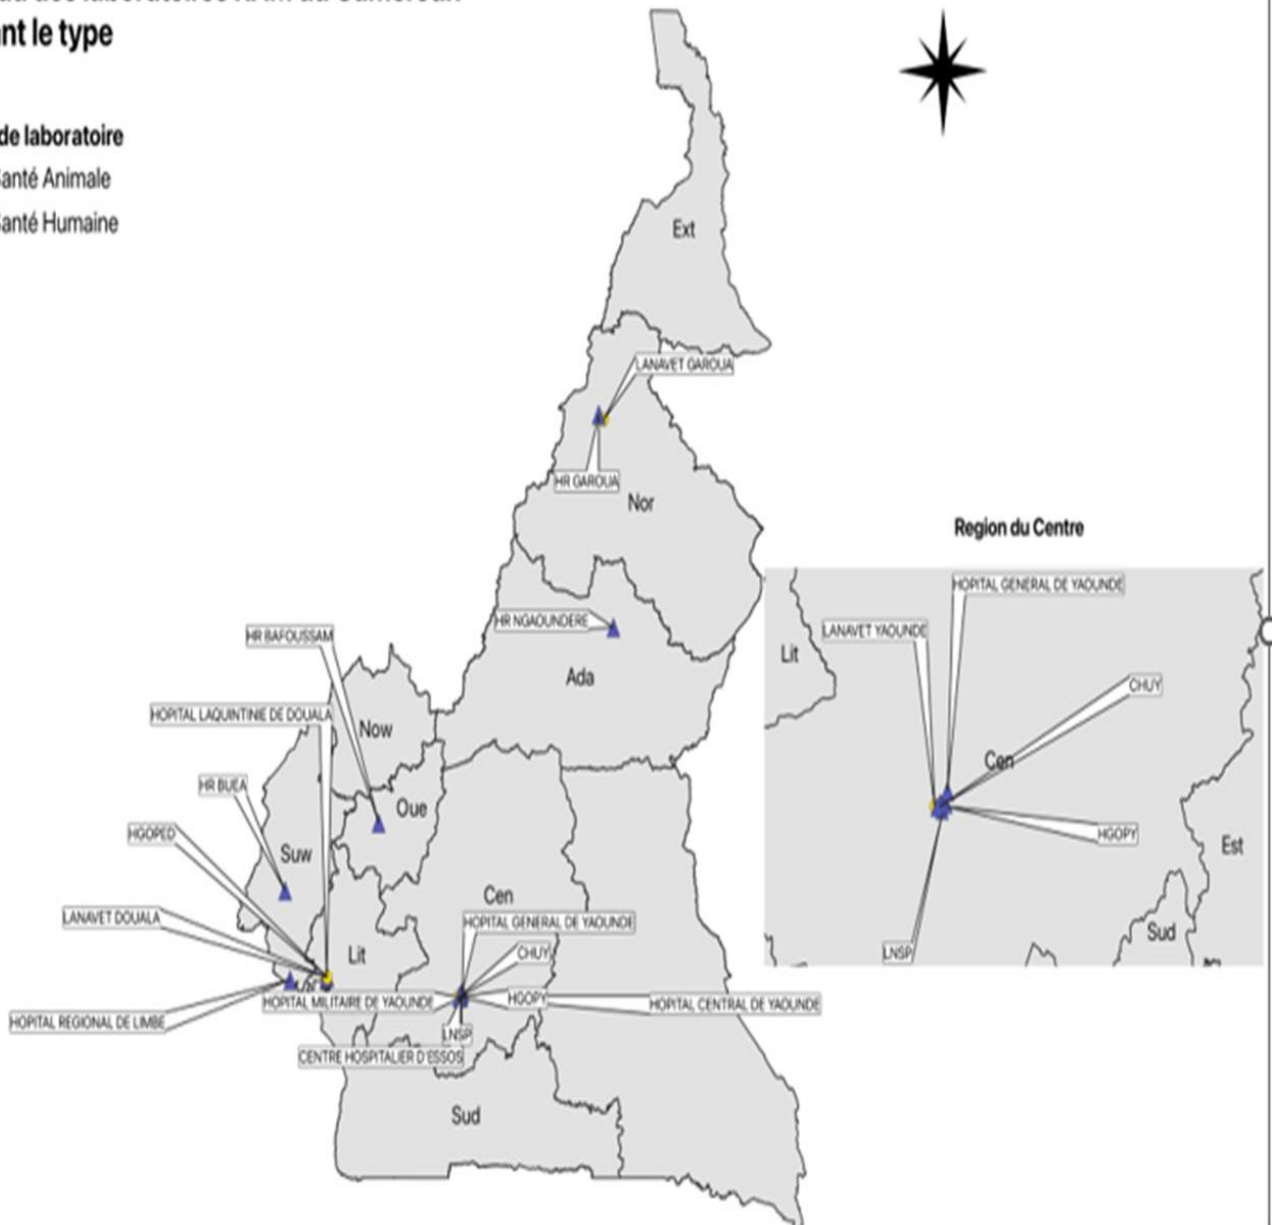 nt le type
de laboratoire
anté Animale
anté Humaine
Ext
LANAVET GAROUA
HR GAROUA
Nor
HR NGAOUNDERE
Ada
HR BAFOUSSAM
HOPITAL LAQUINTINIE DE DOUALA
Now
HR BUEA
Oue
HGOPED
Suw
Cen
LANAVET DOUALA
HOPITAL GENERAL DE YAOUNDE
Lit
CHUY
HOPITAL MILITAIRE DE YAOUNDE
HGOPY
HOPITAL CENTRAL DE YAOUNDE
HOPITAL REGIONAL DE LIMBE
LNSP
CENTRE HOSPITALIER D'ESSOS
Sud
Region du Centre
HOPITAL GENERAL DE YAOUNDE
LANAVET YAOUNDE
Lit
CHUY
Cen
HGOPY
Est
Sud
LNSP